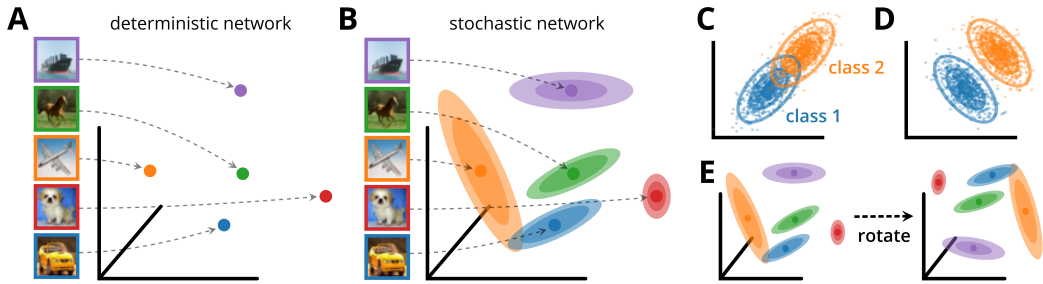 A
deterministic network
B
stochastic network
C
class 2
class 1
D
E
rotate